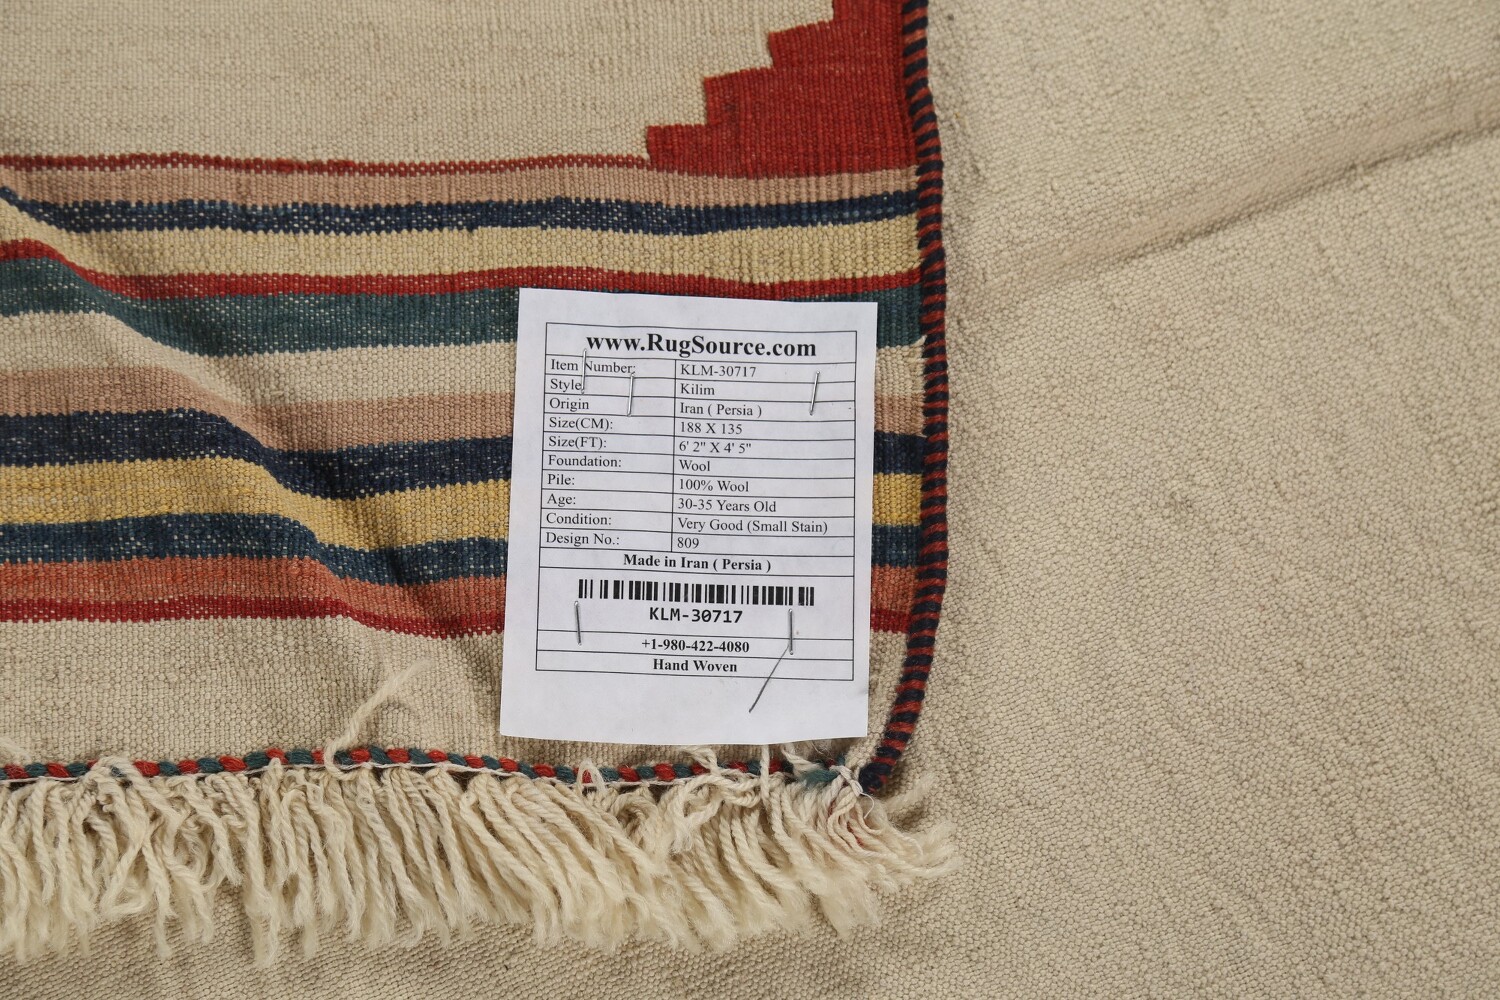 www.RugSource.com
Item Number: KLM-30717
Style Kilim
Origin Iran ( Persia )
Size(CM): 188 X 135
Size(FT): 6' 2" X 4' 5"
Foundation: Wool
Pile: 100% Wool
Age: 30-35 Years Old
Condition: Very Good (Small Stain)
Design No.: 809
Made in Iran ( Persia )
KLM-30717
+1-980-422-4080
Hand Woven